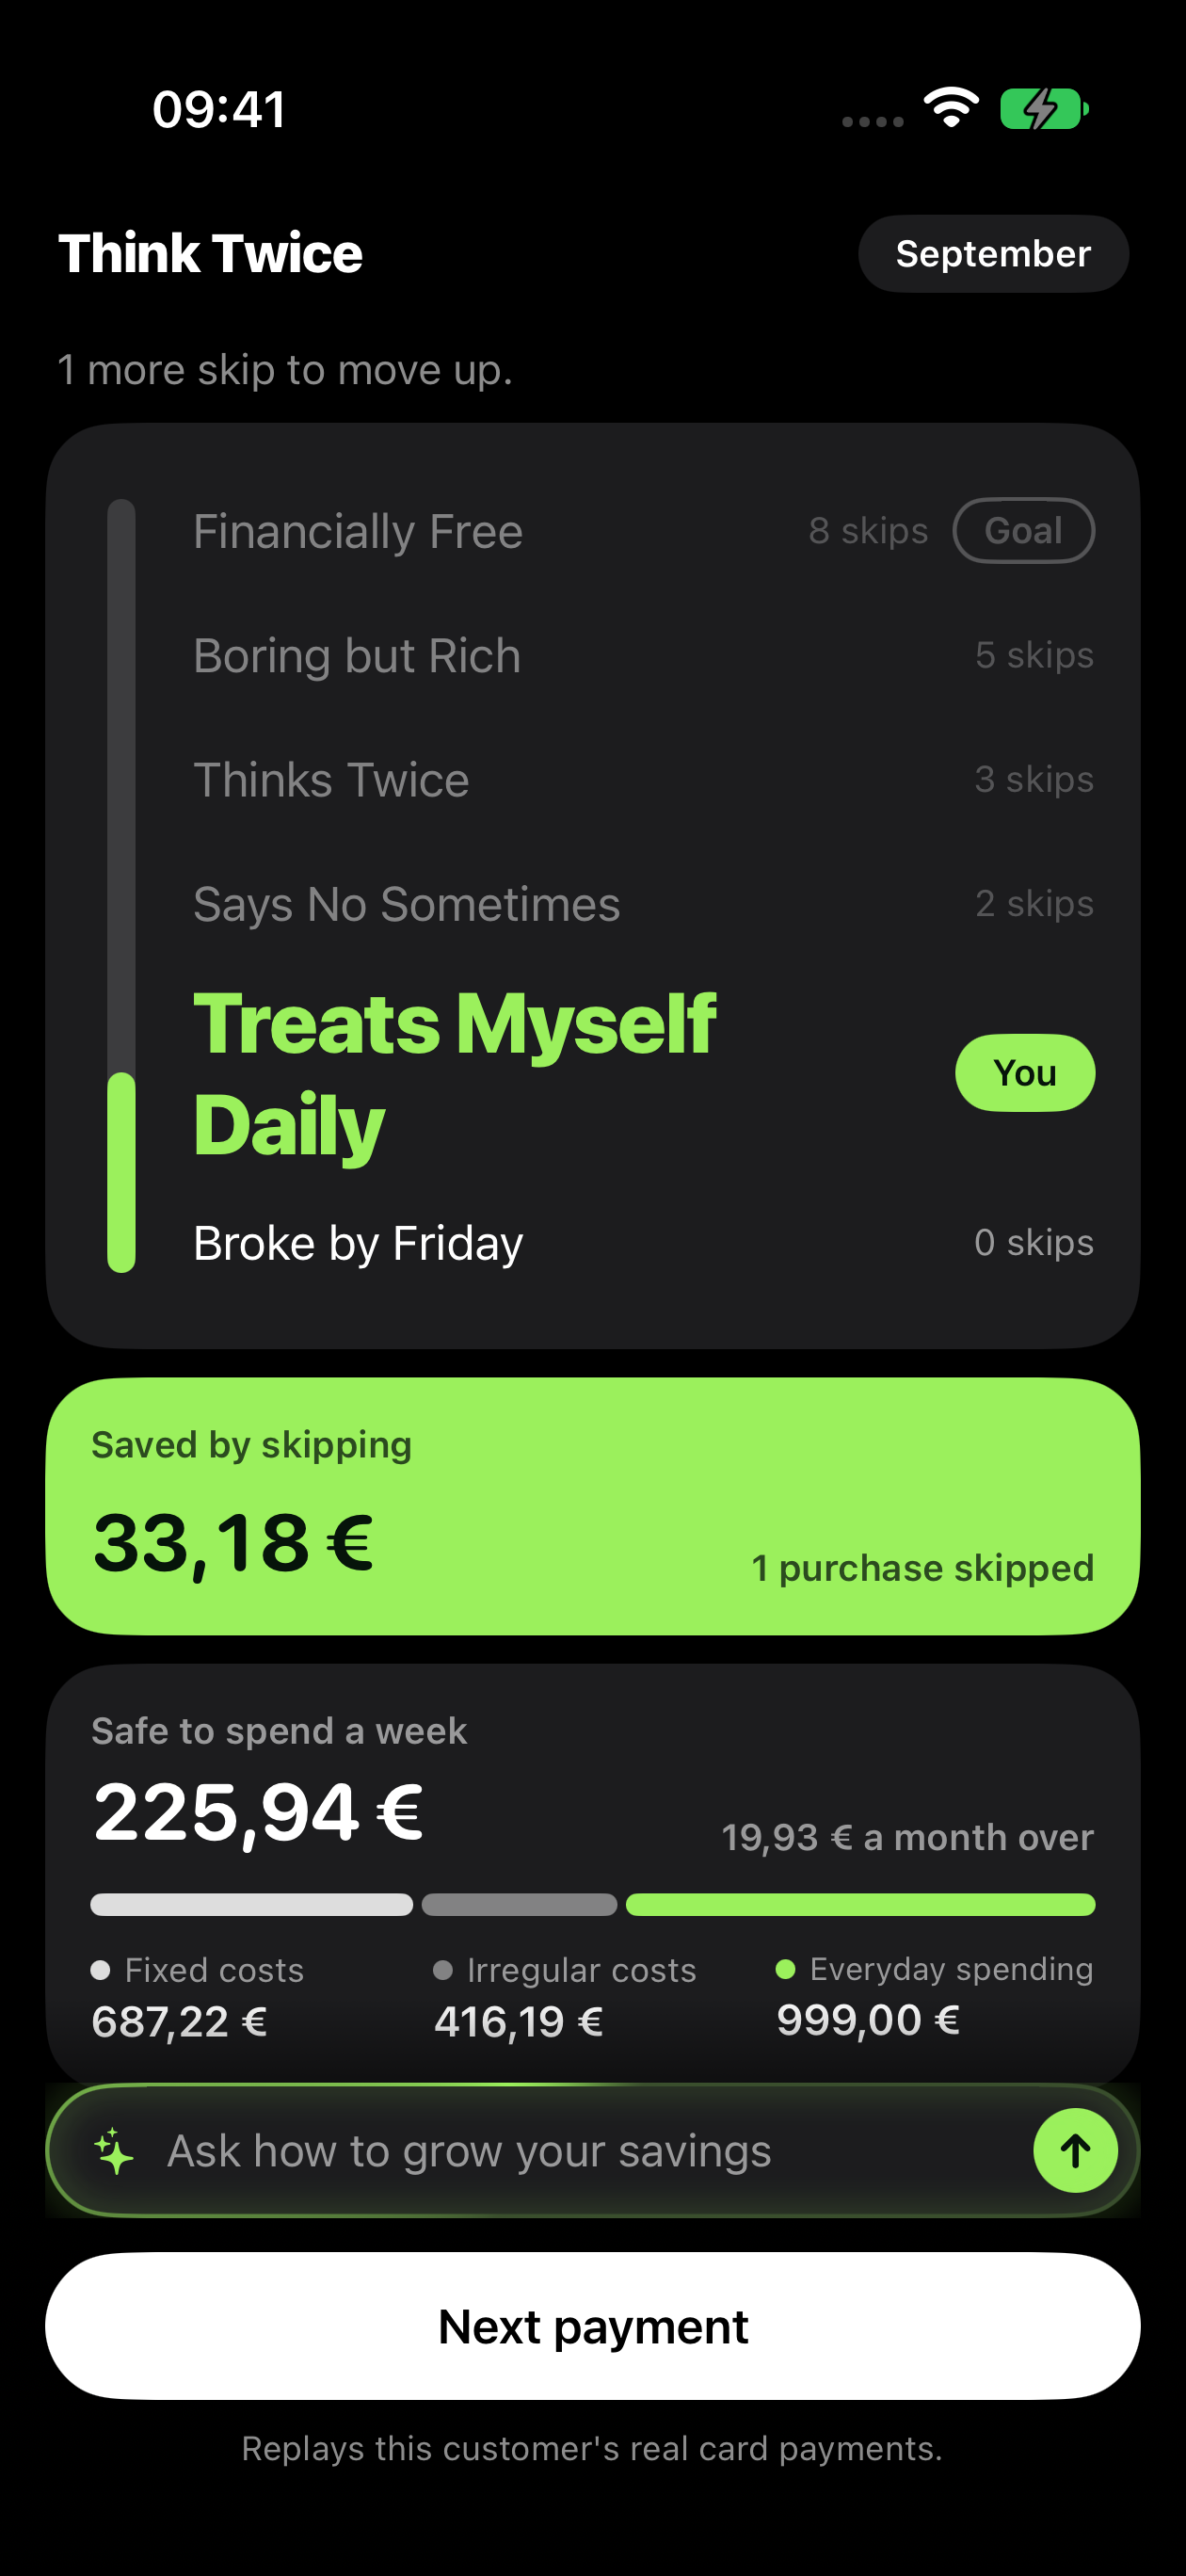 09:41
Think Twice
September
1 more skip to move up.
Financially Free 8 skips Goal
Boring but Rich 5 skips
Thinks Twice 3 skips
Says No Sometimes 2 skips
Treats Myself
Daily
You
Broke by Friday 0 skips
Saved by skipping
33,18 €
1 purchase skipped
Safe to spend a week
225,94 €
19,93 € a month over
Fixed costs Irregular costs Everyday spending
687,22 € 416,19 € 999,00 €
Ask how to grow your savings
Next payment
Replays this customer's real card payments.